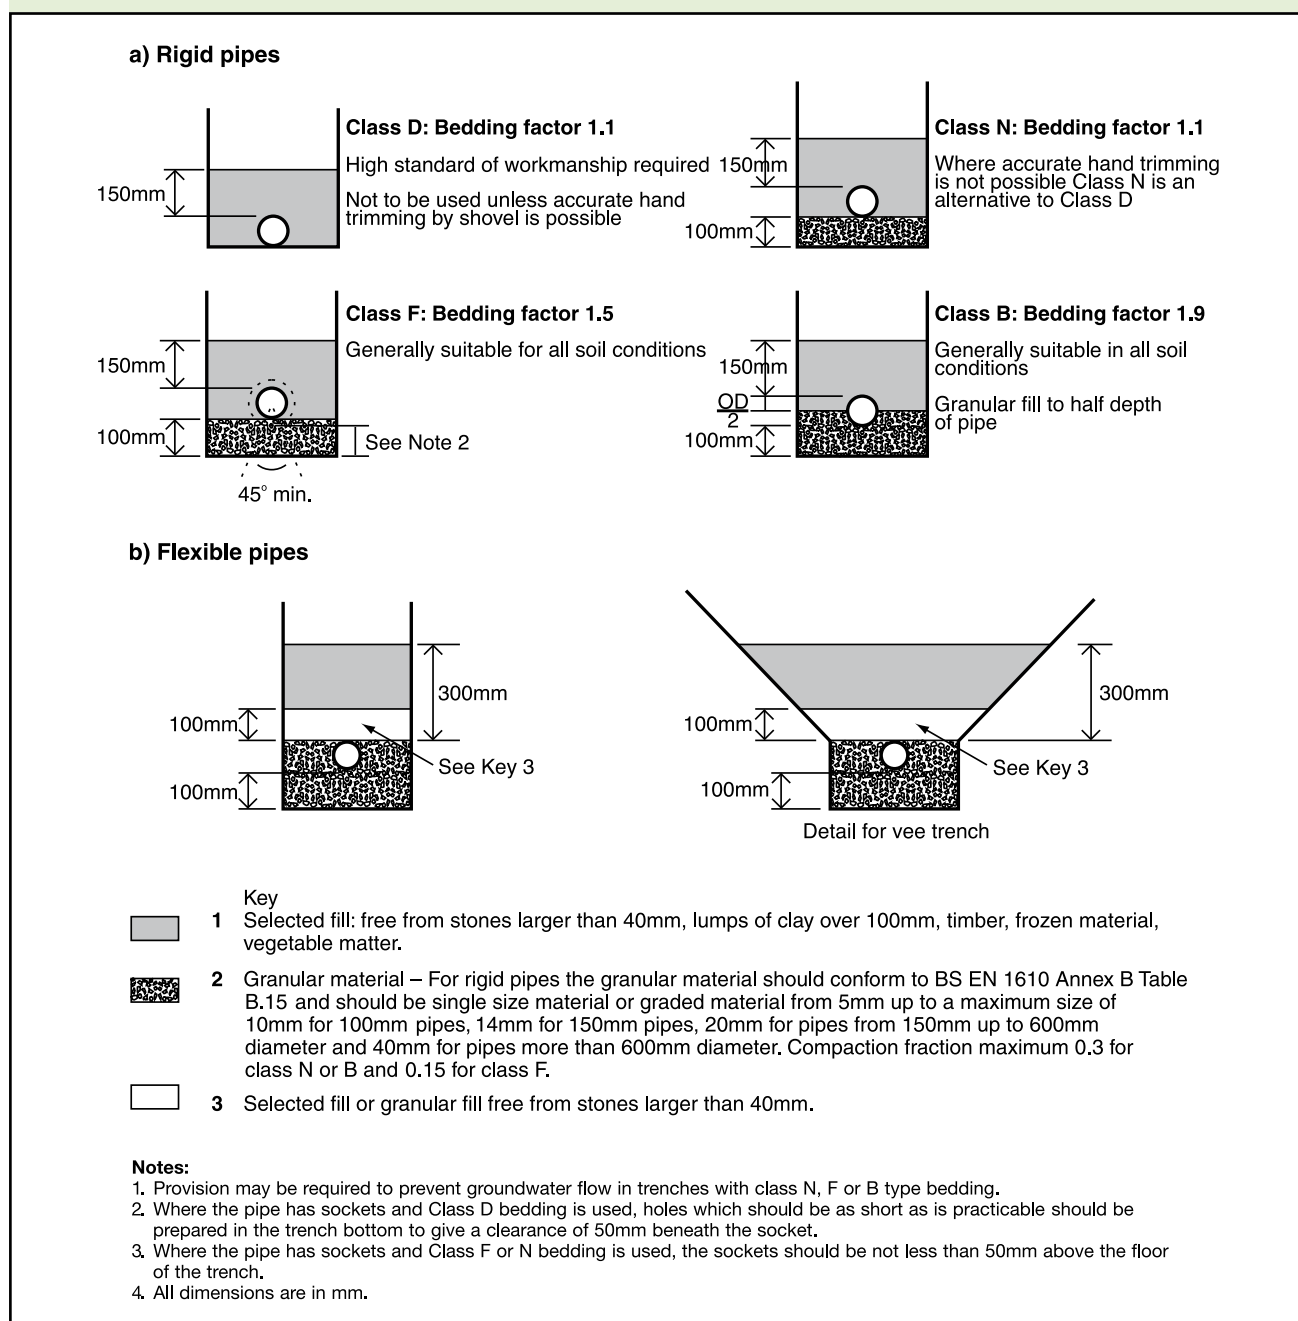 a) Rigid pipes
Class D: Bedding factor 1.1
High standard of workmanship required
Not to be used unless accurate hand
trimming by shovel is possible
150mm
Class N: Bedding factor 1.1
Where accurate hand trimming
is not possible Class N is an
alternative to Class D
150mm
100mm
Class F: Bedding factor 1.5
Generally suitable for all soil conditions
150mm
100mm
See Note 2
45° min.
Class B: Bedding factor 1.9
Generally suitable in all soil
conditions
Granular fill to half depth
of pipe
150mm
OD
2
100mm
b) Flexible pipes
300mm
100mm
See Key 3
100mm
300mm
100mm
See Key 3
100mm
Detail for vee trench
Key
1 Selected fill: free from stones larger than 40mm, lumps of clay over 100mm, timber, frozen material,
vegetable matter.
2 Granular material – For rigid pipes the granular material should conform to BS EN 1610 Annex B Table
B.15 and should be single size material or graded material from 5mm up to a maximum size of
10mm for 100mm pipes, 14mm for 150mm pipes, 20mm for pipes from 150mm up to 600mm
diameter and 40mm for pipes more than 600mm diameter. Compaction fraction maximum 0.3 for
class N or B and 0.15 for class F.
3 Selected fill or granular fill free from stones larger than 40mm.
Notes:
1. Provision may be required to prevent groundwater flow in trenches with class N, F or B type bedding.
2. Where the pipe has sockets and Class D bedding is used, holes which should be as short as is practicable should be
prepared in the trench bottom to give a clearance of 50mm beneath the socket.
3. Where the pipe has sockets and Class F or N bedding is used, the sockets should be not less than 50mm above the floor
of the trench.
4. All dimensions are in mm.